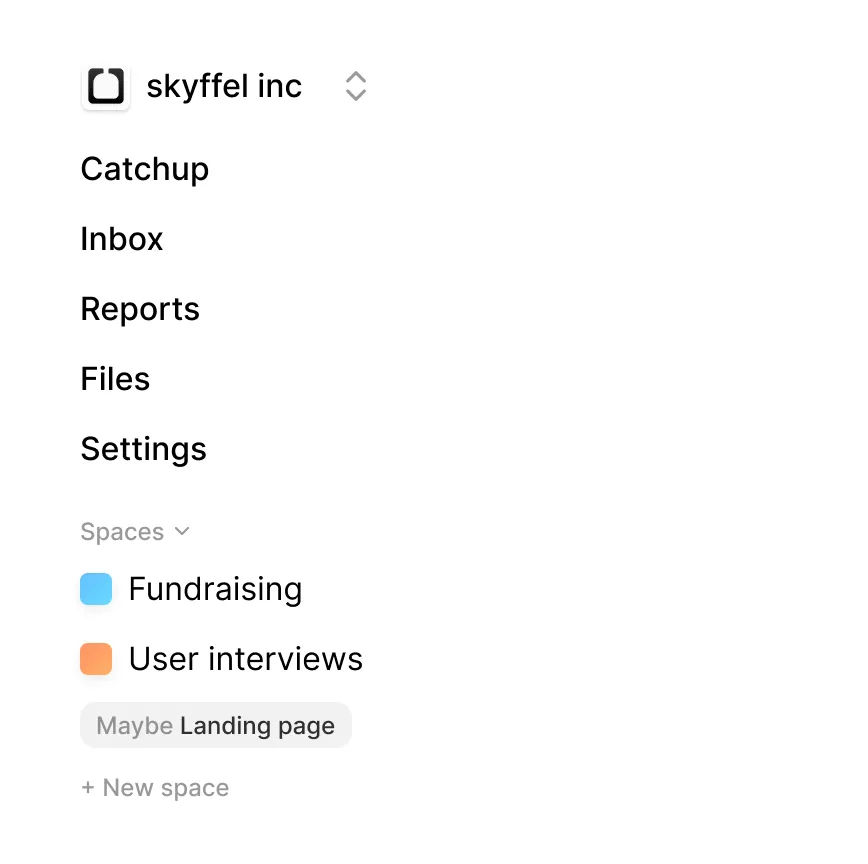 skyffel inc
Catchup
Inbox
Reports
Files
Settings
Spaces
Fundraising
User interviews
Maybe Landing page
+ New space